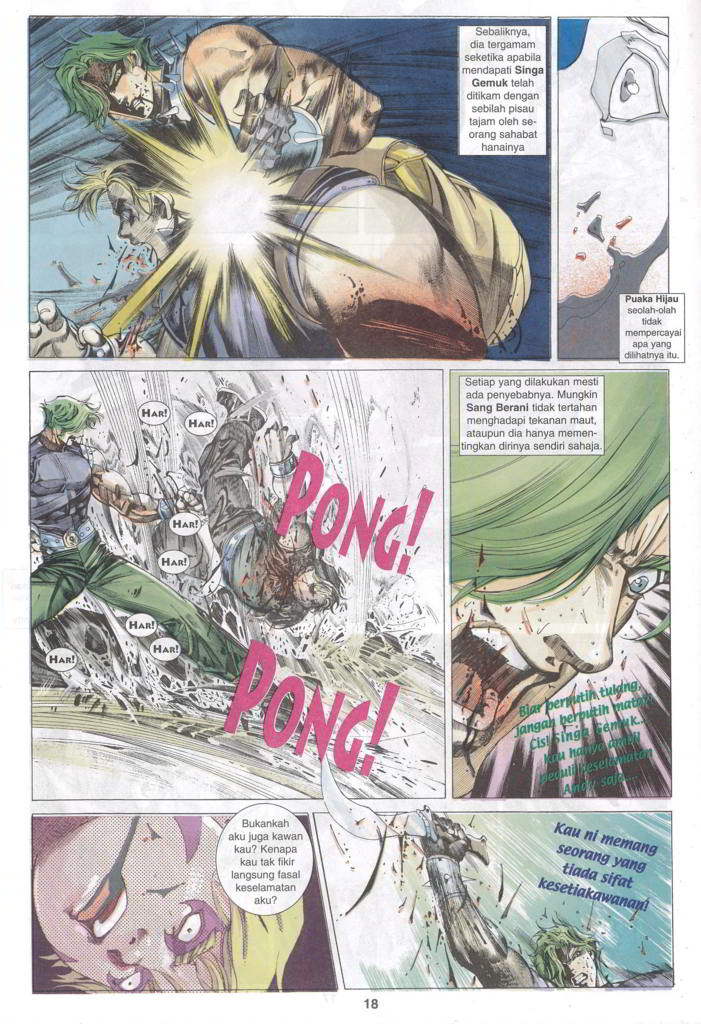 Sebaliknya,
dia tergamam
seketika apabila
mendapati Singa
Gemuk telah
ditikam dengan
sebilah pisau
tajam oleh se-
orang sahabat
hanainya
Puaka Hijau
seolah-olah
tidak
mempercayai
apa yang
dilihatnya itu.
HAR!
HAR!
HAR!
HAR!
HAR!
HAR!
HAR!
PONG!
PONG!
Setiap yang dilakukan mesti
ada penyebabnya. Mungkin
Sang Berani tidak tertahan
menghadapi tekanan maut,
ataupun dia hanya memen-
tingkan dirinya sendiri sahaja.
Biar berputih tulang,
jangan berputih mata!
Cis! Singa Gemuk...
kau hanya ambil
peduli keselamatan
Andy saja...
Bukankah
aku juga kawan
kau? Kenapa
kau tak fikir
langsung fasal
keselamatan
aku?
Kau ni memang
seorang yang
tiada sifat
kesetiakawanan!
18